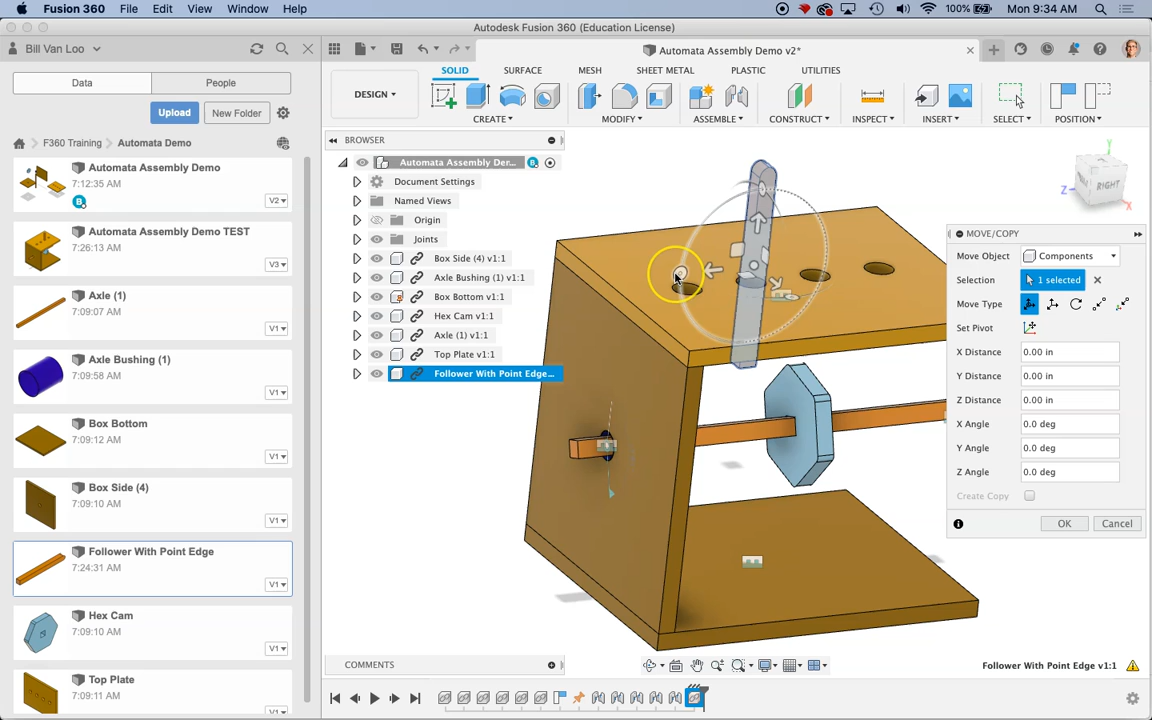 Fusion 360 File Edit View Window Help 100% Mon 9:34 AM
Autodesk Fusion 360 (Education License)
Bill Van Loo
Automata Assembly Demo v2*
Data People
Upload New Folder
F360 Training Automata Demo
Automata Assembly Demo
7:12:35 AM
B V2
Automata Assembly Demo TEST
7:26:13 AM
V3
Axle (1)
7:09:07 AM
V1
Axle Bushing (1)
7:09:58 AM
V1
Box Bottom
7:09:12 AM
V1
Box Side (4)
7:09:10 AM
V1
Follower With Point Edge
7:24:31 AM
V1
Hex Cam
7:09:10 AM
V1
Top Plate
7:09:11 AM
V1
SOLID SURFACE MESH SHEET METAL PLASTIC UTILITIES
DESIGN
CREATE MODIFY ASSEMBLE CONSTRUCT INSPECT INSERT SELECT POSITION
BROWSER
Automata Assembly Der... B
Document Settings
Named Views
Origin
Joints
Box Side (4) v1:1
Axle Bushing (1) v1:1
Box Bottom v1:1
Hex Cam v1:1
Axle (1) v1:1
Top Plate v1:1
Follower With Point Edge...
Y
Z
RIGHT
X
MOVE/COPY
Move Object Components
Selection 1 selected
Move Type
Set Pivot
X Distance 0.00 in
Y Distance 0.00 in
Z Distance 0.00 in
X Angle 0.0 deg
Y Angle 0.0 deg
Z Angle 0.0 deg
Create Copy
OK Cancel
COMMENTS
Follower With Point Edge v1:1